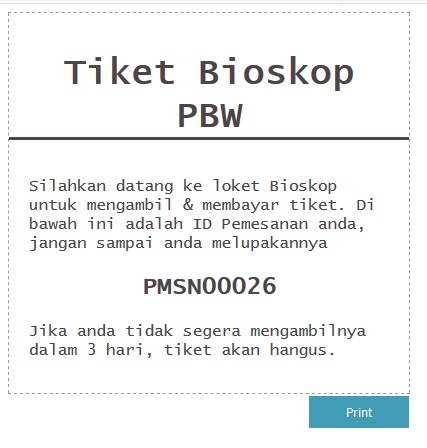 Tiket Bioskop
PBW
Silahkan datang ke loket Bioskop
untuk mengambil & membayar tiket. Di
bawah ini adalah ID Pemesanan anda,
jangan sampai anda melupakannya
PMSN00026
Jika anda tidak segera mengambilnya
dalam 3 hari, tiket akan hangus.
Print